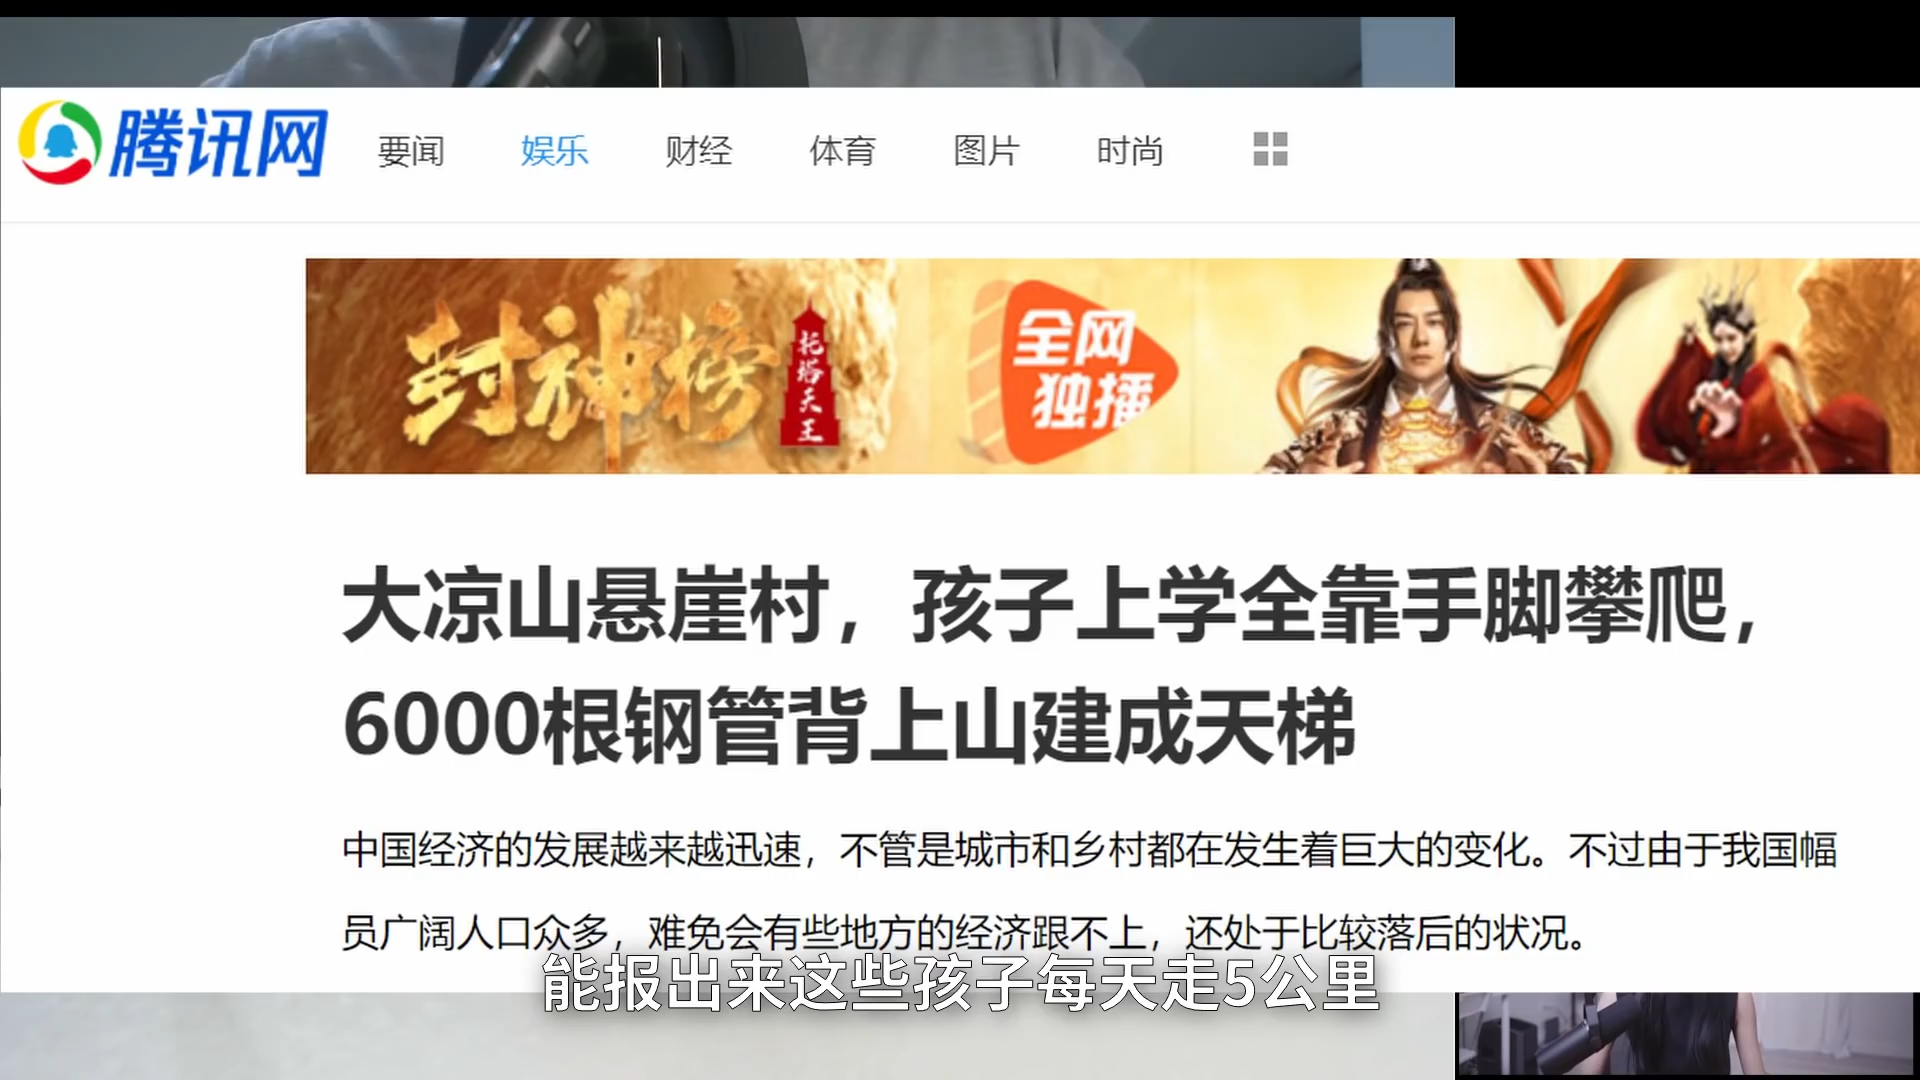 腾讯网 要闻 娱乐 财经 体育 图片 时尚
封神榜 托塔天王
全网
独播
大凉山悬崖村，孩子上学全靠手脚攀爬，
6000根钢管背上山建成天梯
中国经济的发展越来越迅速，不管是城市和乡村都在发生着巨大的变化。不过由于我国幅
员广阔人口众多，难免会有些地方的经济跟不上，还处于比较落后的状况。
能报出来这些孩子每天走5公里